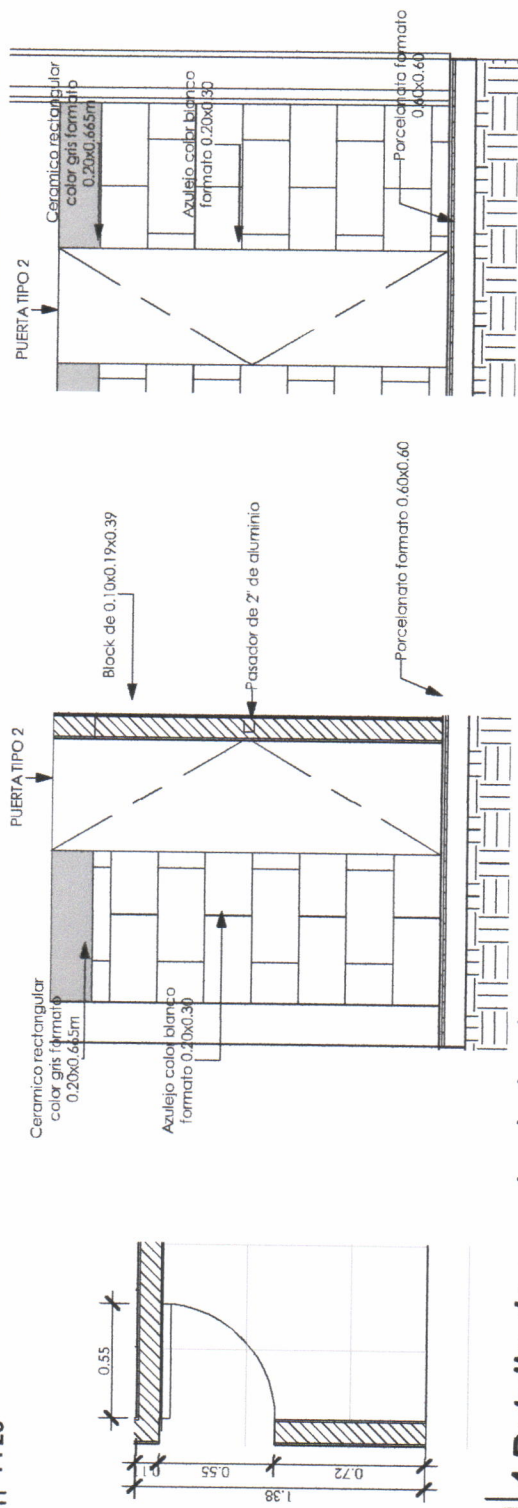 PUERTA TIPO 2
Ceramico rectangular
color gris formato
0.20x0.665m
Azulejo color blanco
formato 0.20x0.30
Porcelanato formato
0.60x0.60
PUERTA TIPO 2
Ceramico rectangular
color gris formato
0.20x0.665m
Azulejo color blanco
formato 0.20x0.30
Block de 0.10x0.19x0.39
Pasador de 2" de aluminio
Porcelanato formato 0.60x0.60
0.55
0.1
0.55
0.72
1.38